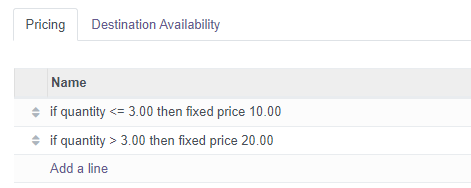 Pricing Destination Availability
Name
if quantity <= 3.00 then fixed price 10.00
if quantity > 3.00 then fixed price 20.00
Add a line